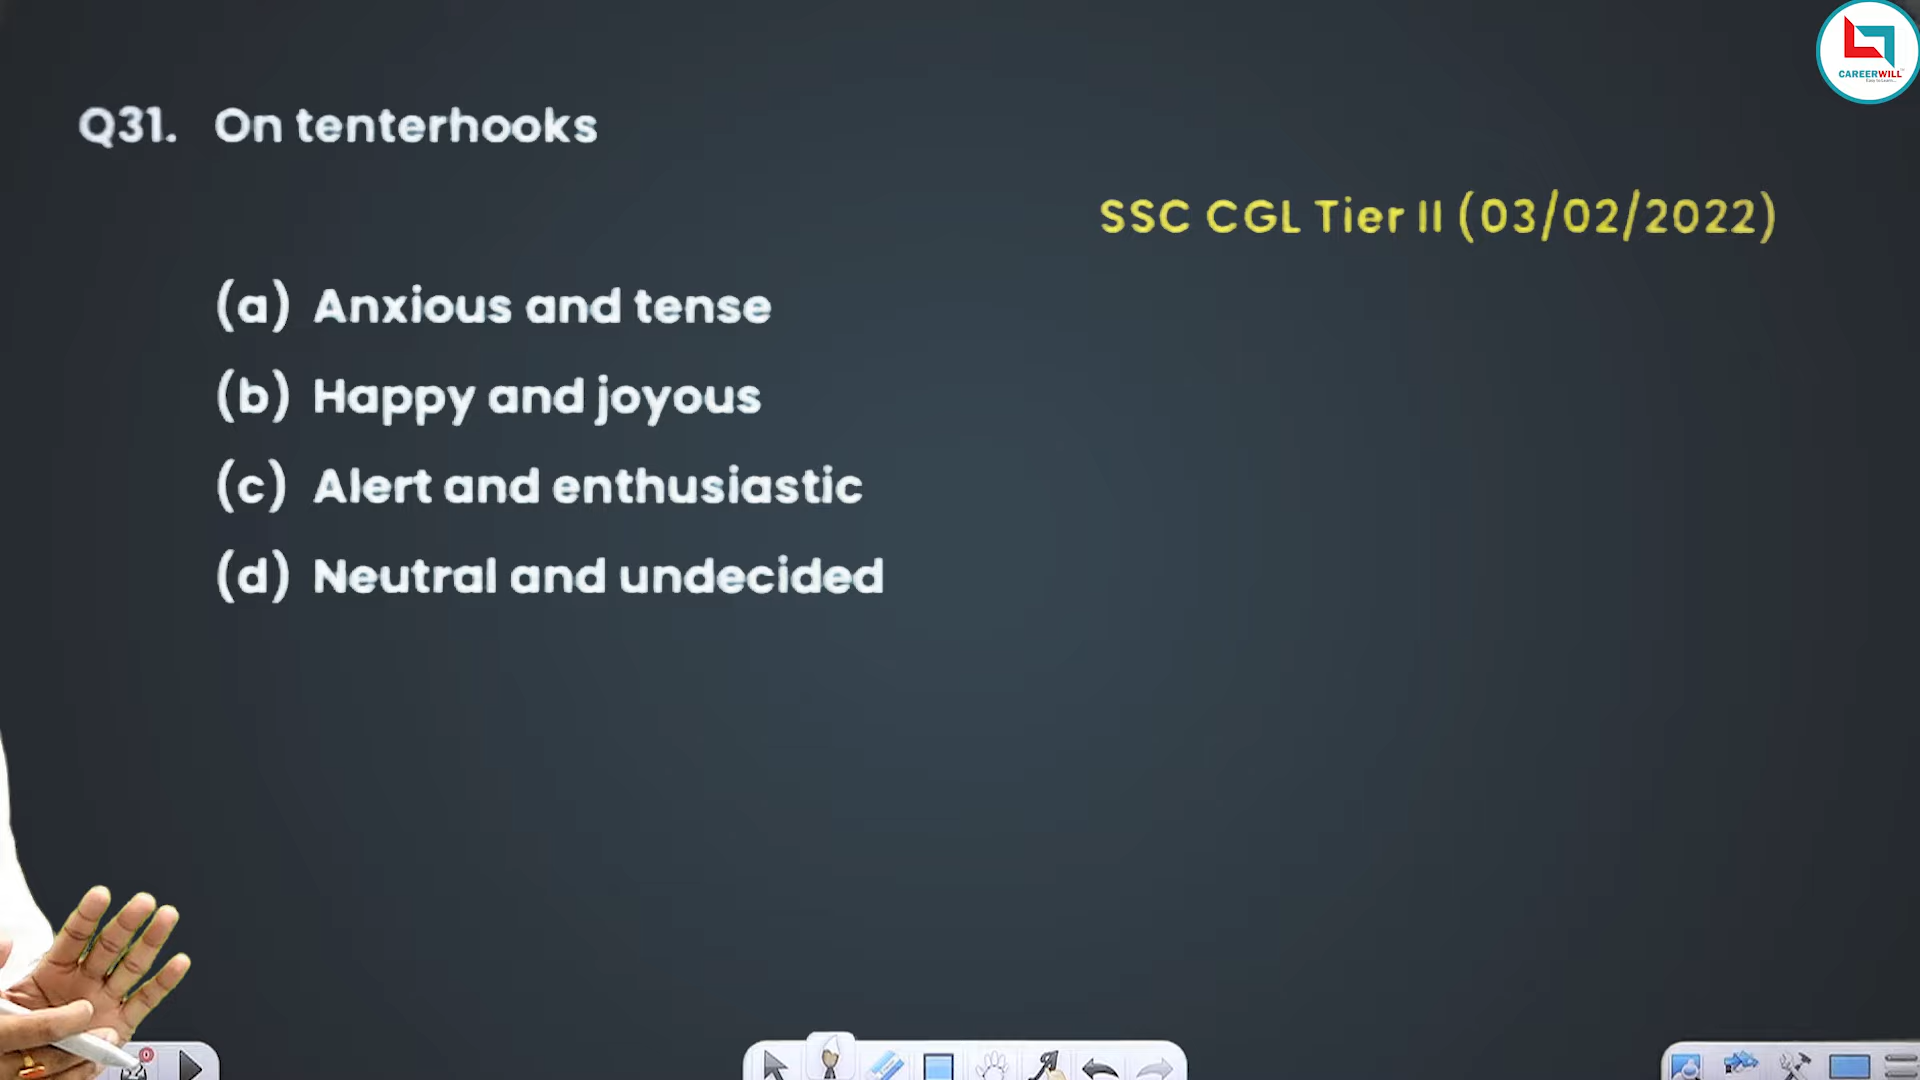 CAREERWILL
Q31. On tenterhooks
SSC CGL Tier II (03/02/2022)
(a) Anxious and tense
(b) Happy and joyous
(c) Alert and enthusiastic
(d) Neutral and undecided